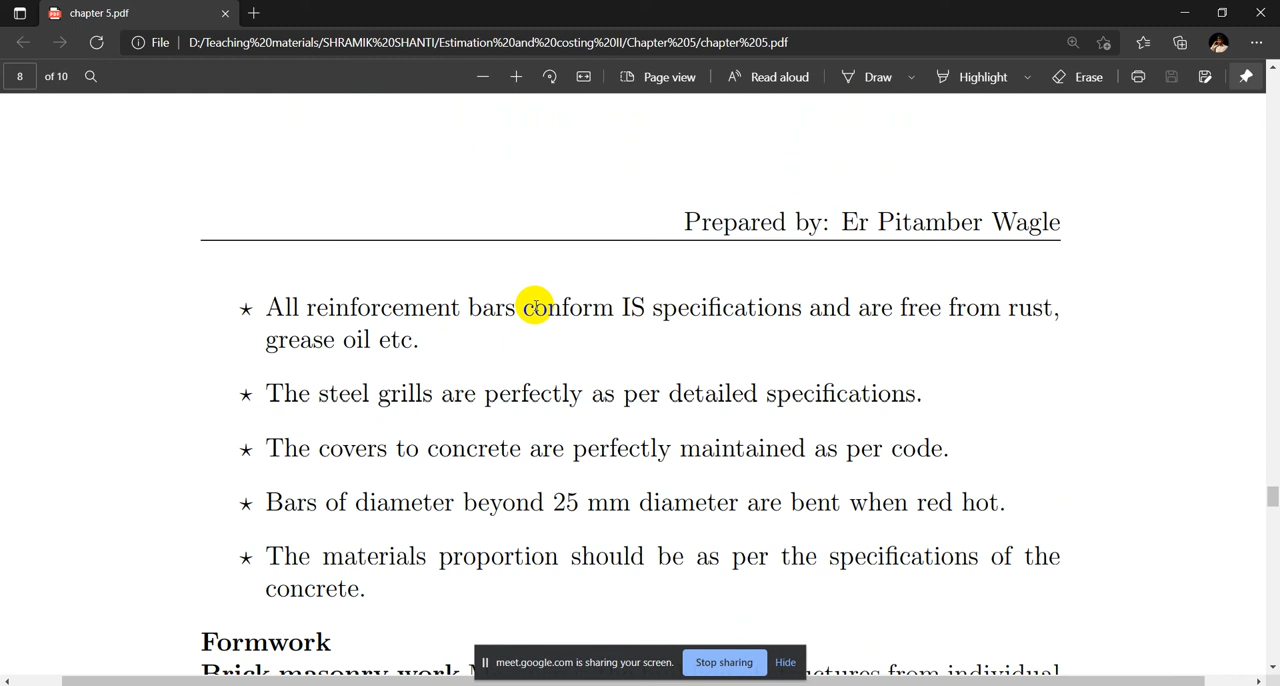 chapter 5.pdf
File D:/Teaching%20materials/SHRAMIK%20SHANTI/Estimation%20and%20costing%20II/Chapter%205/chapter%205.pdf
8 of 10 Page view Read aloud Draw Highlight Erase
Prepared by: Er Pitamber Wagle
⋆ All reinforcement bars conform IS specifications and are free from rust,
grease oil etc.
⋆ The steel grills are perfectly as per detailed specifications.
⋆ The covers to concrete are perfectly maintained as per code.
⋆ Bars of diameter beyond 25 mm diameter are bent when red hot.
⋆ The materials proportion should be as per the specifications of the
concrete.
Formwork
Brick masonry work
from individual
meet.google.com is sharing your screen. Stop sharing Hide